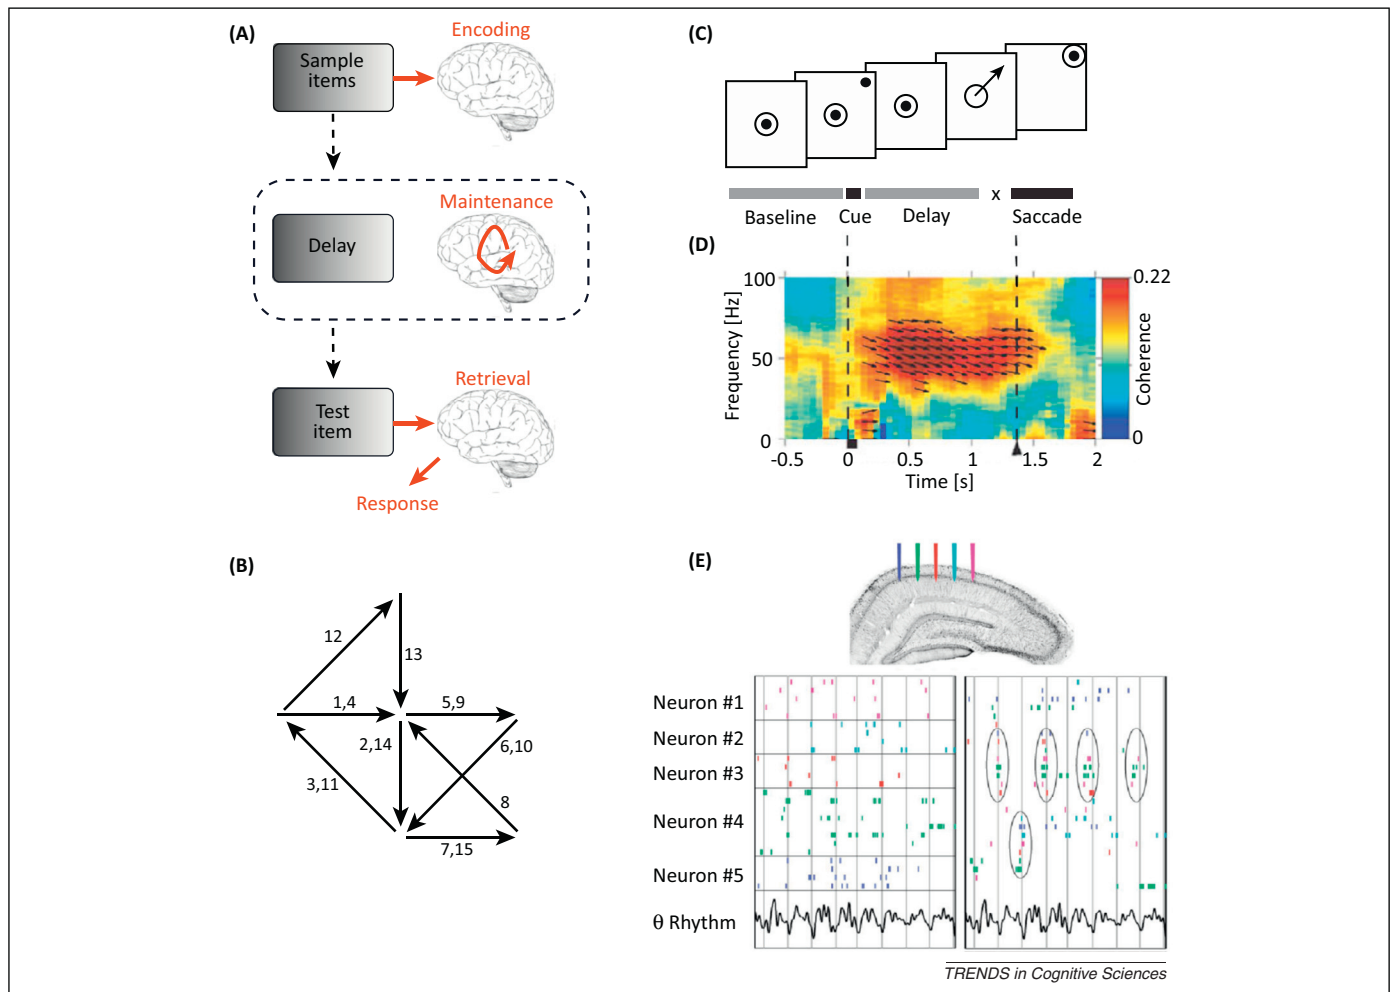 (A)
Encoding
Sample
items
Maintenance
Delay
Retrieval
Test
item
Response
(B)
12
13
1,4
5,9
2,14
6,10
3,11
8
7,15
(C)
x
Baseline
Cue
Delay
Saccade
(D)
100
50
0
Frequency [Hz]
-0.5
0
0.5
1
1.5
2
Time [s]
0.22
0
Coherence
(E)
Neuron #1
Neuron #2
Neuron #3
Neuron #4
Neuron #5
θ Rhythm
TRENDS in Cognitive Sciences